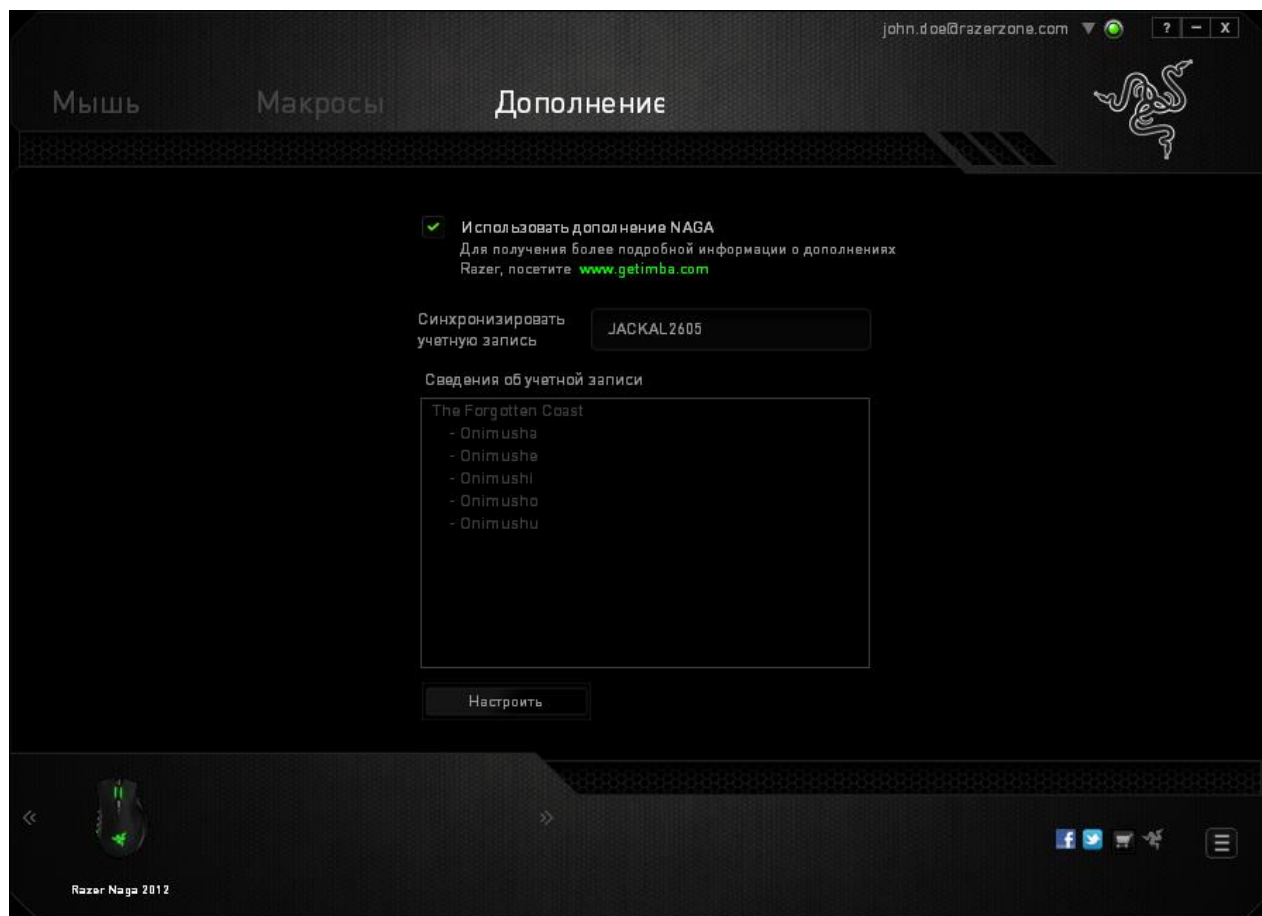 john.doe@razerzone.com
? – X
Мышь Макросы Дополнение
Использовать дополнение NAGA
Для получения более подробной информации о дополнениях
Razer, посетите www.getimba.com
Синхронизировать
учетную запись
JACKAL2605
Сведения об учетной записи
The Forgotten Coast
- Onimusha
- Onimushe
- Onimushi
- Onimusho
- Onimushu
Настроить
Razer Naga 2012